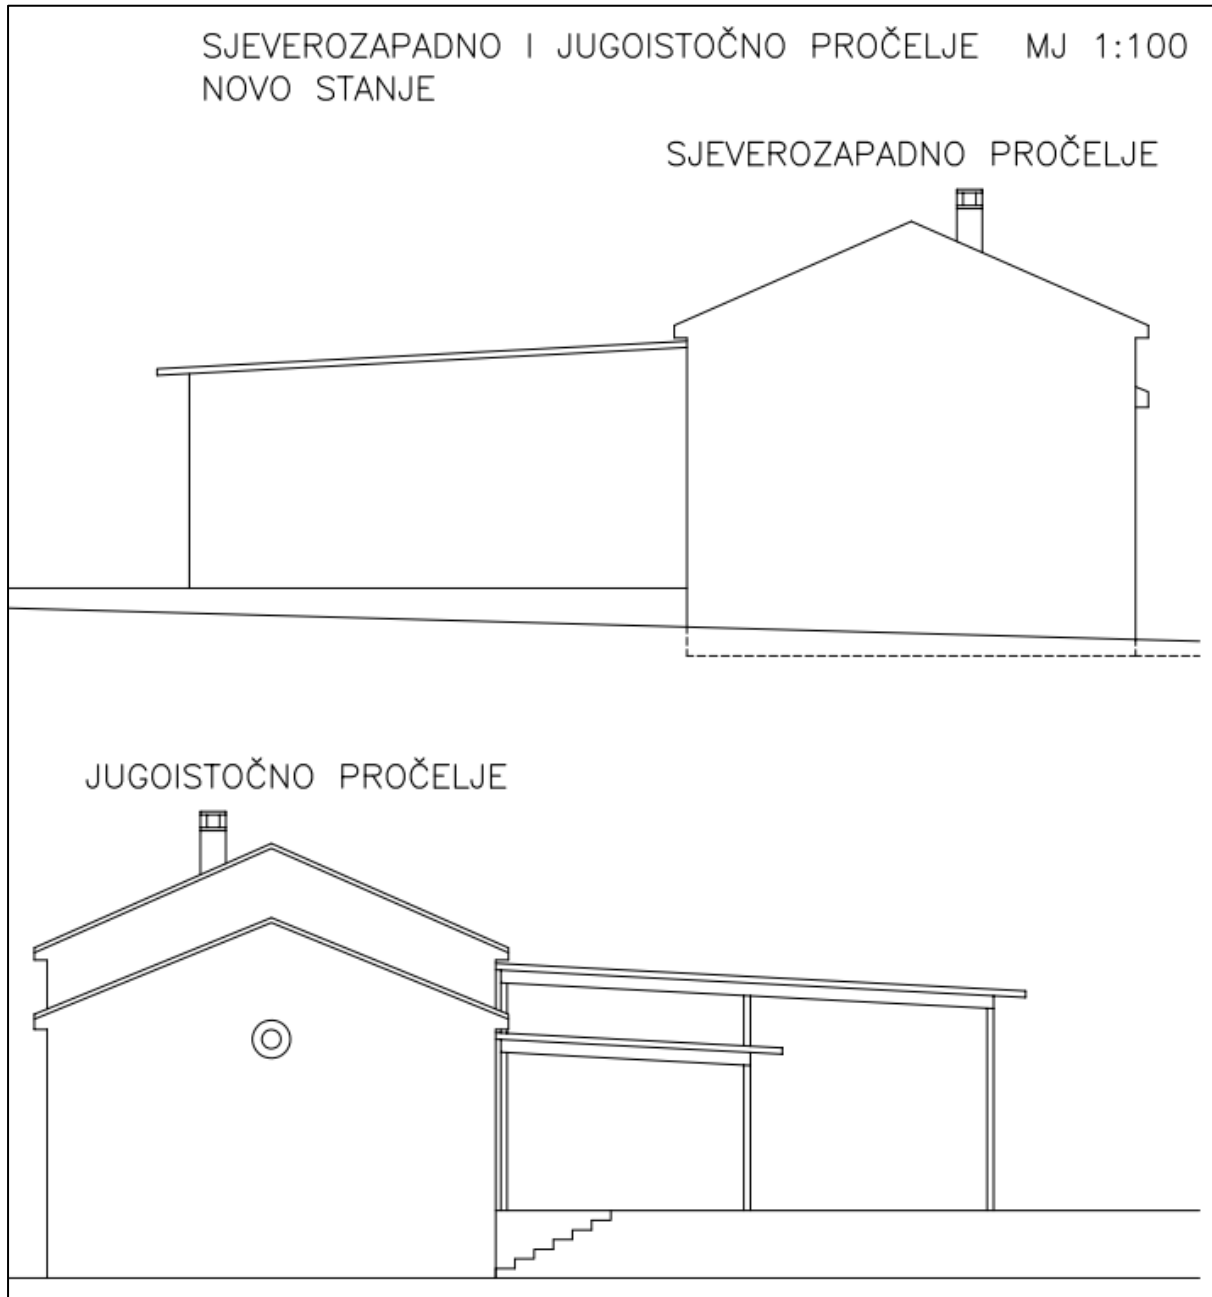 SJEVEROZAPADNO I JUGOISTOČNO PROČELJE MJ 1:100
NOVO STANJE
SJEVEROZAPADNO PROČELJE
JUGOISTOČNO PROČELJE